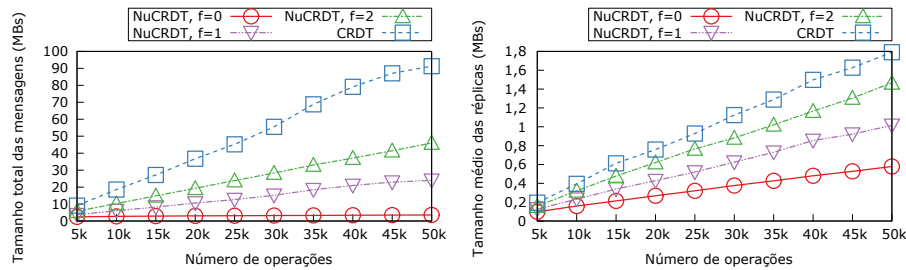 NuCRDT, f=0
NuCRDT, f=1
NuCRDT, f=2
CRDT
Tamanho total das mensagens (MBs)
100
90
80
70
60
50
40
30
20
10
0
5k 10k 15k 20k 25k 30k 35k 40k 45k 50k
Número de operações
NuCRDT, f=0
NuCRDT, f=1
NuCRDT, f=2
CRDT
Tamanho médio das réplicas (MBs)
1,8
1,6
1,4
1,2
1
0,8
0,6
0,4
0,2
0
5k 10k 15k 20k 25k 30k 35k 40k 45k 50k
Número de operações